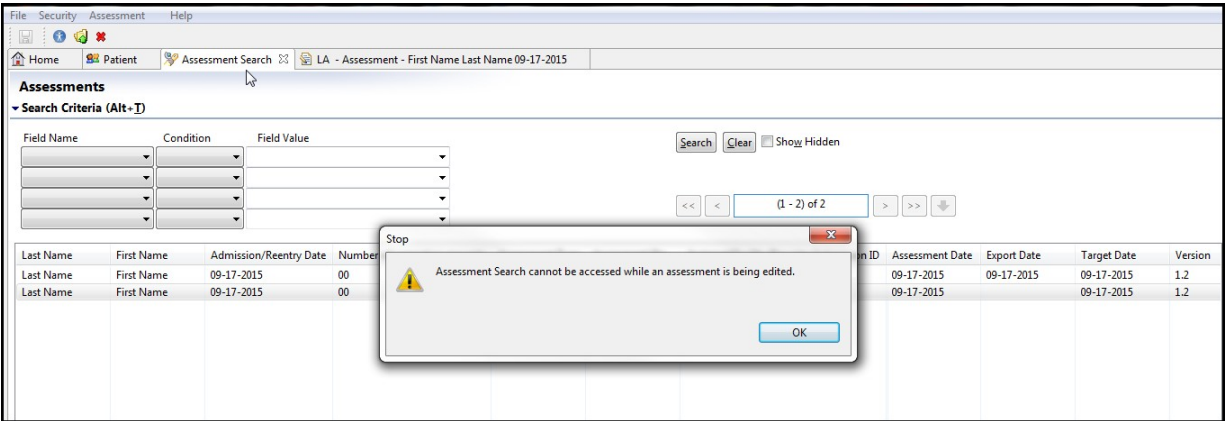 File Security Assessment Help
Home Patient Assessment Search LA - Assessment - First Name Last Name 09-17-2015
Assessments
Search Criteria (Alt+T)
Field Name Condition Field Value
Search Clear Show Hidden
<< < (1 - 2) of 2 > >>
Stop
Last Name First Name Admission/Reentry Date Number on ID Assessment Date Export Date Target Date Version
Last Name First Name 09-17-2015 00 09-17-2015 09-17-2015 09-17-2015 1.2
Last Name First Name 09-17-2015 00 09-17-2015 09-17-2015 1.2
Assessment Search cannot be accessed while an assessment is being edited.
OK